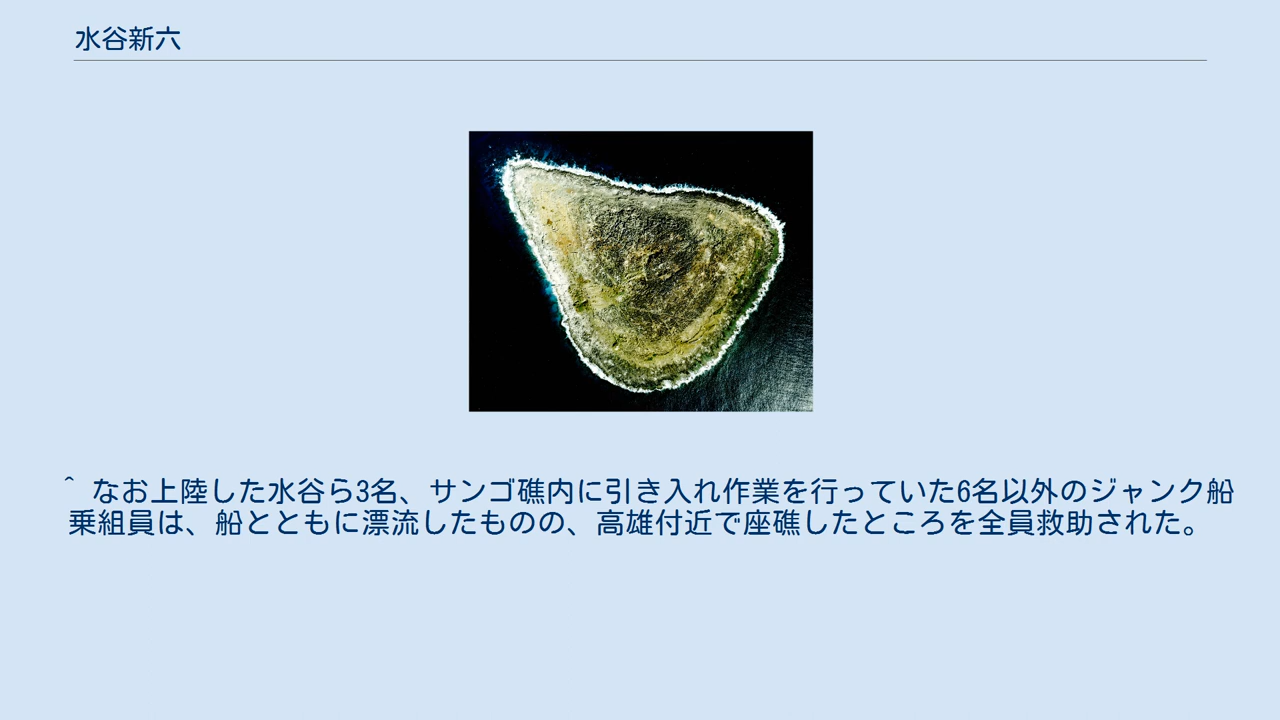 水谷新六
^ なお上陸した水谷ら3名、サンゴ礁内に引き入れ作業を行っていた6名以外のジャンク船
乗組員は、船とともに漂流したものの、高雄付近で座礁したところを全員救助された。